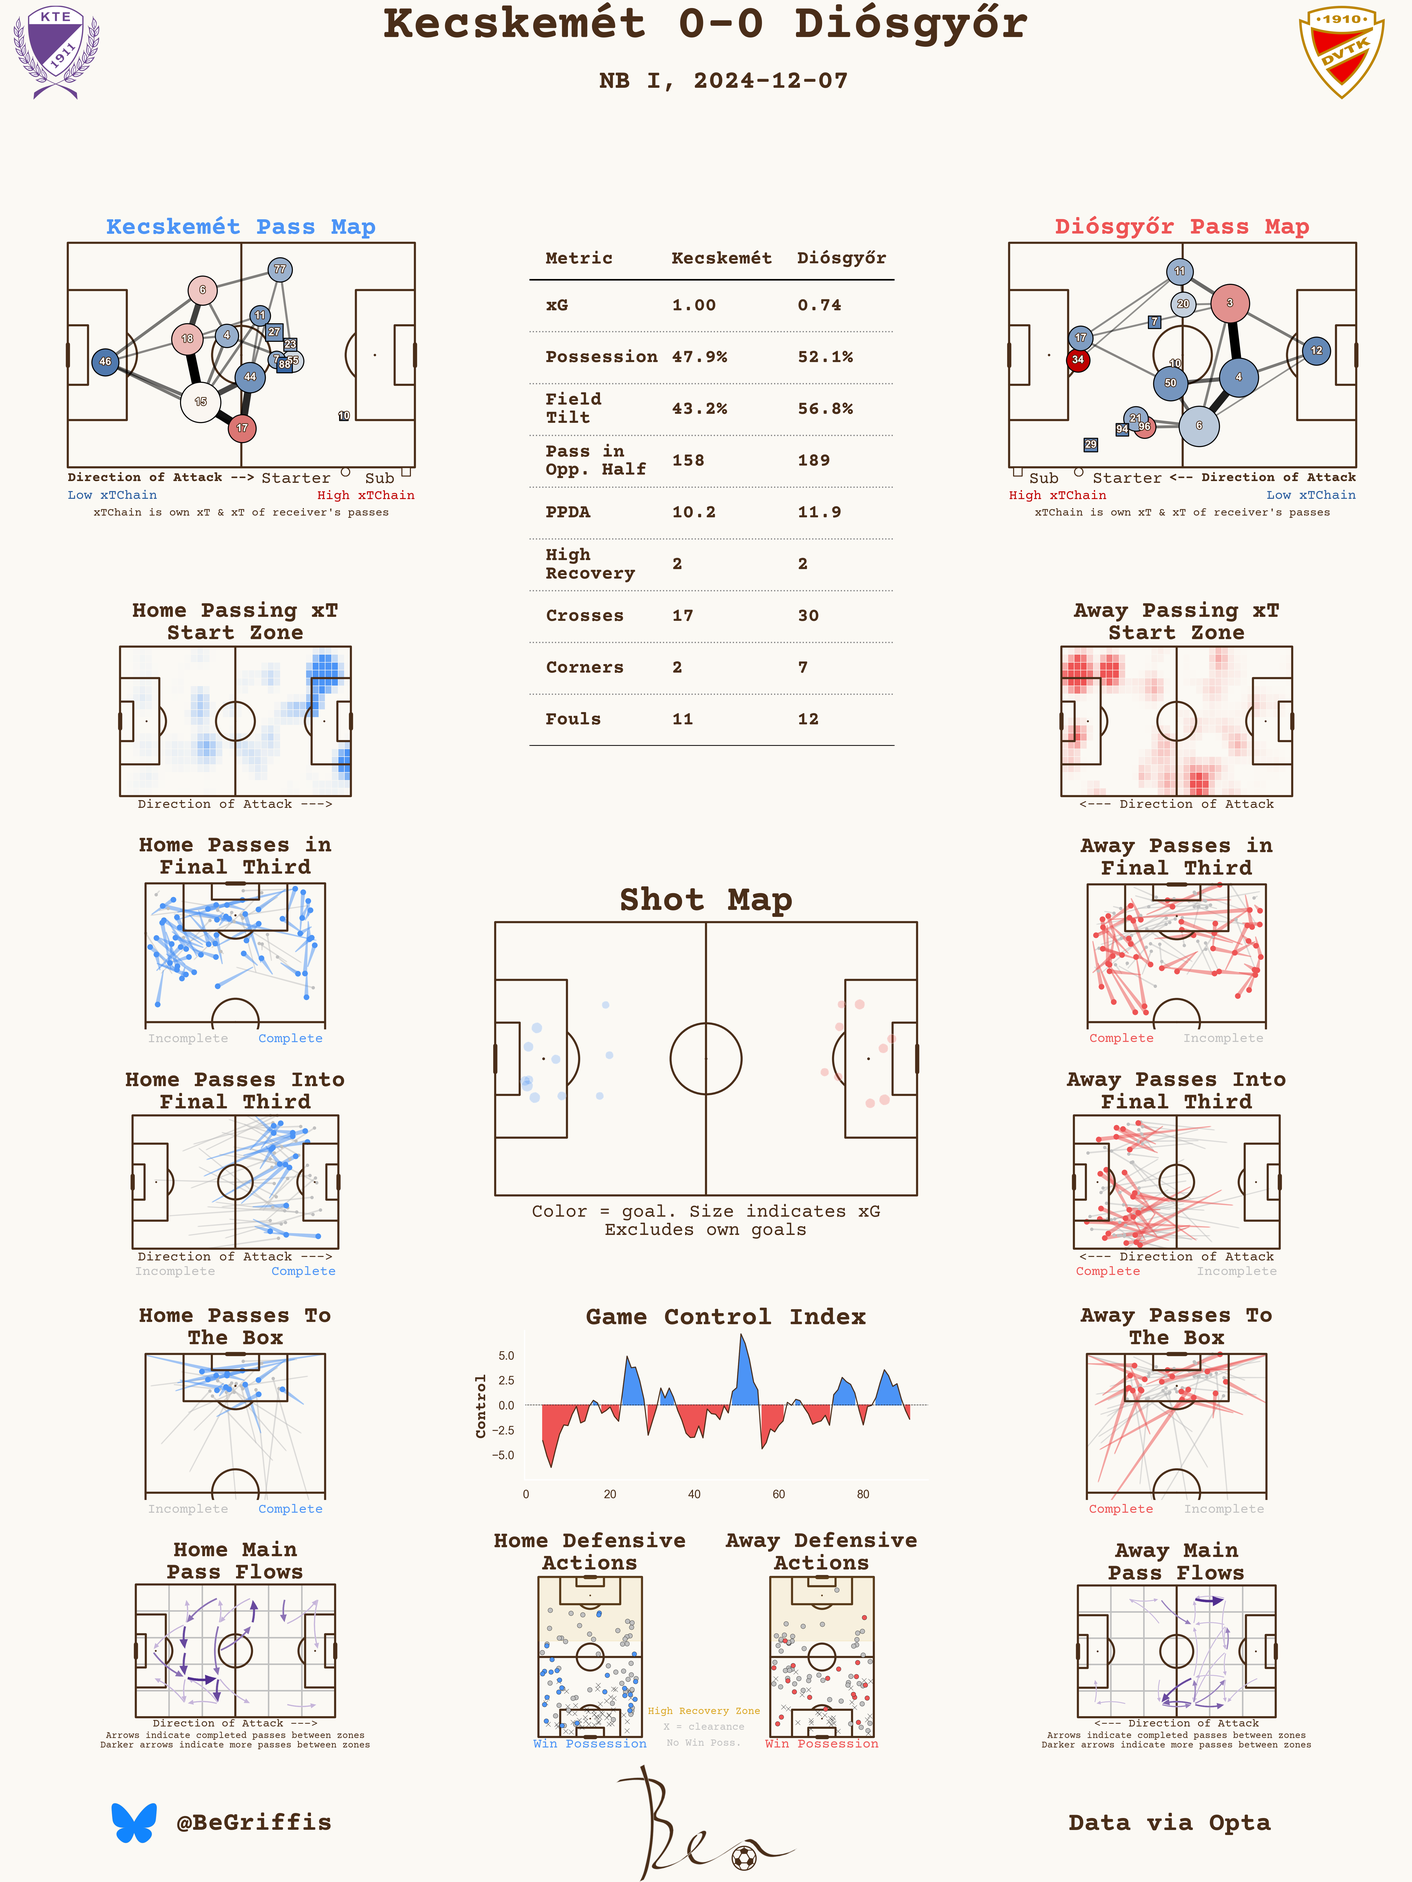 KTE
1911
Kecskemét 0-0 Diósgyőr
NB I, 2024-12-07
·1910·
DVTK
Kecskemét Pass Map
77
6
11
18
4
27
23
46
88
44
15
10
17
Direction of Attack -->
Starter
Sub
Low xTChain
High xTChain
xTChain is own xT & xT of receiver's passes
Metric Kecskemét Diósgyőr
xG 1.00 0.74
Possession 47.9% 52.1%
Field Tilt 43.2% 56.8%
Pass in Opp. Half 158 189
PPDA 10.2 11.9
High Recovery 2 2
Crosses 17 30
Corners 2 7
Fouls 11 12
Diósgyőr Pass Map
11
20
3
7
17
12
34
10
50
4
21
94
96
6
29
Sub
Starter
<-- Direction of Attack
High xTChain
Low xTChain
xTChain is own xT & xT of receiver's passes
Home Passing xT
Start Zone
Direction of Attack --->
Away Passing xT
Start Zone
<--- Direction of Attack
Home Passes in
Final Third
Incomplete
Complete
Away Passes in
Final Third
Complete
Incomplete
Shot Map
Color = goal. Size indicates xG
Excludes own goals
Home Passes Into
Final Third
Direction of Attack --->
Incomplete
Complete
Away Passes Into
Final Third
<--- Direction of Attack
Complete
Incomplete
Home Passes To
The Box
Incomplete
Complete
Game Control Index
Control
5.0
2.5
0.0
−2.5
−5.0
0
20
40
60
80
Away Passes To
The Box
Complete
Incomplete
Home Main
Pass Flows
Direction of Attack --->
Arrows indicate completed passes between zones
Darker arrows indicate more passes between zones
Home Defensive
Actions
Win Possession
Away Defensive
Actions
Win Possession
High Recovery Zone
X = clearance
No Win Poss.
Away Main
Pass Flows
<--- Direction of Attack
Arrows indicate completed passes between zones
Darker arrows indicate more passes between zones
@BeGriffis
Ben
Data via Opta